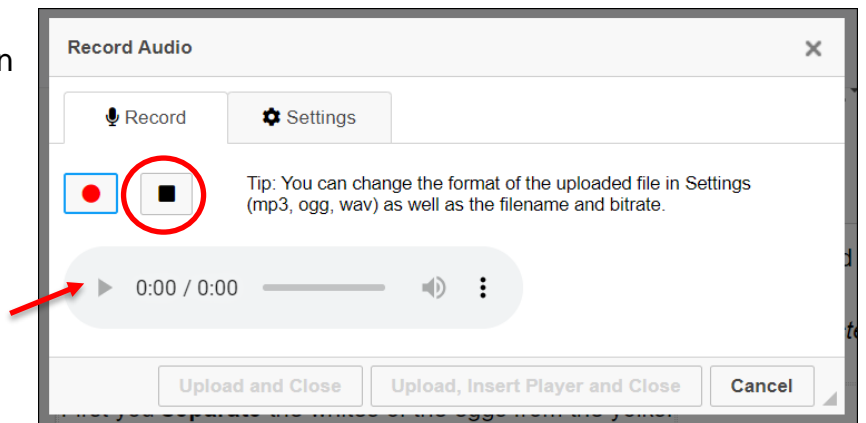 n
Record Audio
Record
Settings
Tip: You can change the format of the uploaded file in Settings
(mp3, ogg, wav) as well as the filename and bitrate.
0:00 / 0:00
d
te
Upload and Close
Upload, Insert Player and Close
Cancel
First you separate the whites of the eggs from the yolks.